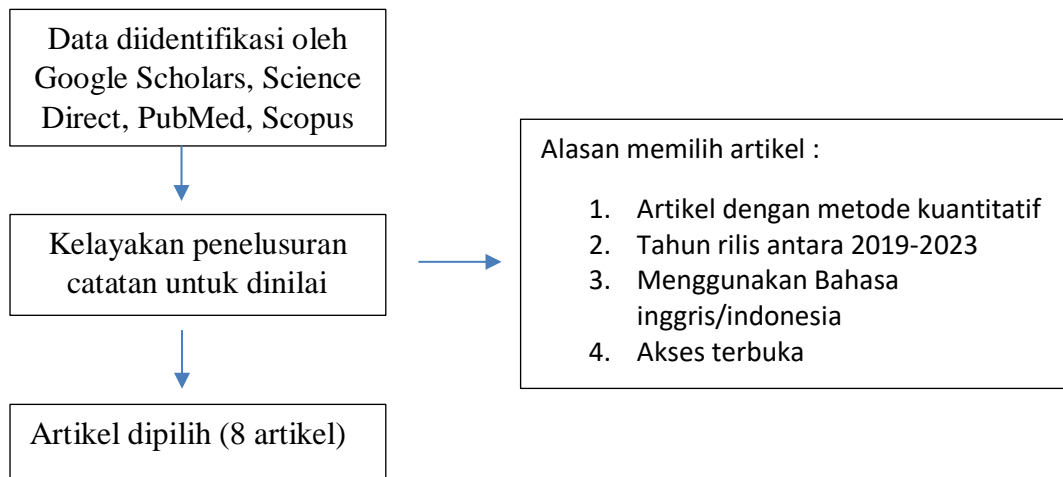 Data diidentifikasi oleh
Google Scholars, Science
Direct, PubMed, Scopus
Kelayakan penelusuran
catatan untuk dinilai
Artikel dipilih (8 artikel)
Alasan memilih artikel :
1. Artikel dengan metode kuantitatif
2. Tahun rilis antara 2019-2023
3. Menggunakan Bahasa
inggris/indonesia
4. Akses terbuka